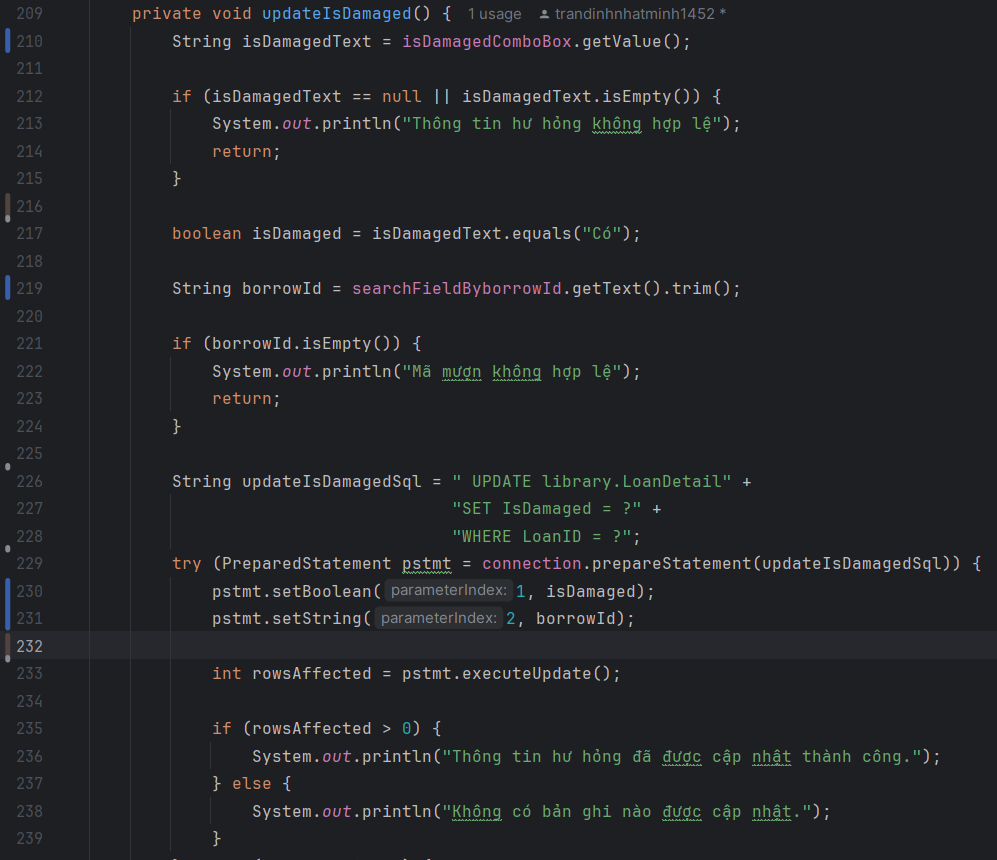 209 private void updateIsDamaged() { 1 usage trandinhnhatminh1452 *
210 String isDamagedText = isDamagedComboBox.getValue();
211
212 if (isDamagedText == null || isDamagedText.isEmpty()) {
213 System.out.println("Thông tin hư hỏng không hợp lệ");
214 return;
215 }
216
217 boolean isDamaged = isDamagedText.equals("Có");
218
219 String borrowId = searchFieldByborrowId.getText().trim();
220
221 if (borrowId.isEmpty()) {
222 System.out.println("Mã mượn không hợp lệ");
223 return;
224 }
225
226 String updateIsDamagedSql = " UPDATE library.LoanDetail" +
227 "SET IsDamaged = ?" +
228 "WHERE LoanID = ?";
229 try (PreparedStatement pstmt = connection.prepareStatement(updateIsDamagedSql)) {
230 pstmt.setBoolean( parameterIndex: 1, isDamaged);
231 pstmt.setString( parameterIndex: 2, borrowId);
232
233 int rowsAffected = pstmt.executeUpdate();
234
235 if (rowsAffected > 0) {
236 System.out.println("Thông tin hư hỏng đã được cập nhật thành công.");
237 } else {
238 System.out.println("Không có bản ghi nào được cập nhật.");
239 }